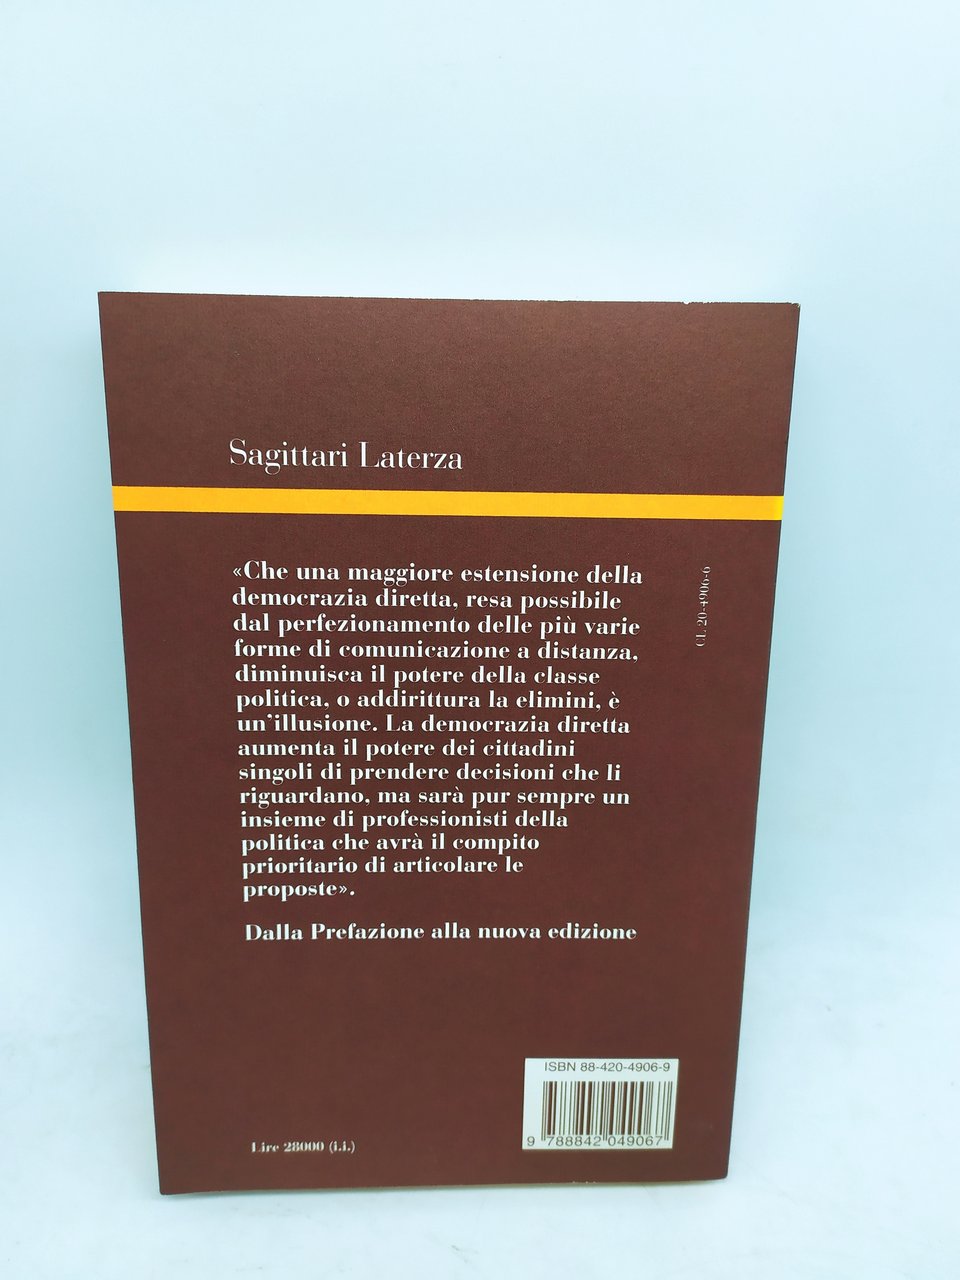 Sagittari Laterza
«Che una maggiore estensione della
democrazia diretta, resa possibile
dal perfezionamento delle più varie
forme di comunicazione a distanza,
diminuisca il potere della classe
politica, o addirittura la elimini, è
un'illusione. La democrazia diretta
aumenta il potere dei cittadini
singoli di prendere decisioni che li
riguardano, ma sarà pur sempre un
insieme di professionisti della
politica che avrà il compito
prioritario di articolare le
proposte».
Dalla Prefazione alla nuova edizione
CL 20-4906-6
ISBN 88-420-4906-9
9 788842 049067
Lire 28000 (i.i.)